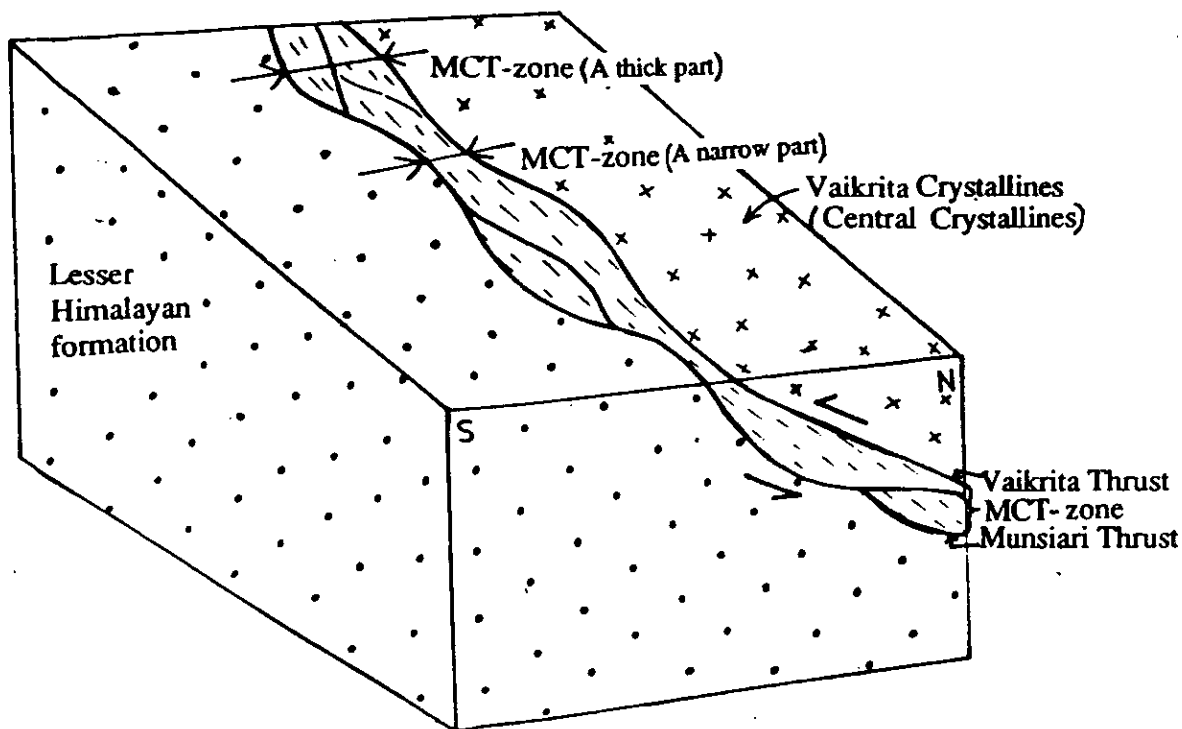 MCT-zone (A thick part)
MCT-zone (A narrow part)
Vaikrita Crystallines
(Central Crystallines)
Lesser
Himalayan
formation
N
S
Vaikrita Thrust
MCT-zone
Munsiari Thrust